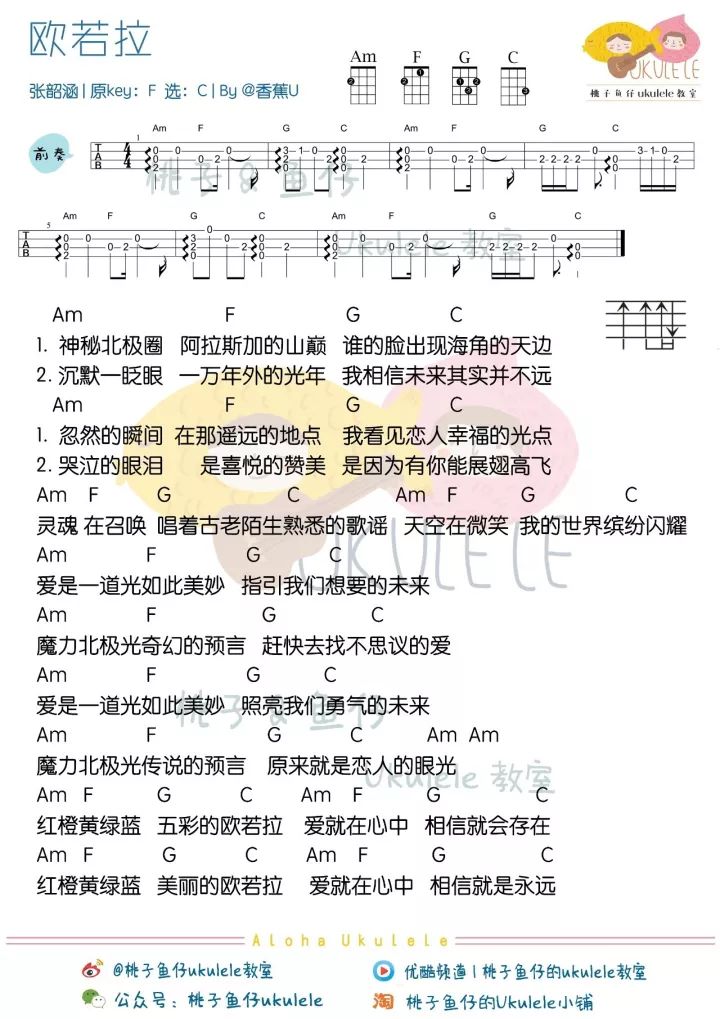 欧若拉
张韶涵 | 原key：F 选：C | By @香蕉U
Am F G C
UKULELE
桃子鱼仔ukulele教室
前奏
Am F G C Am F G C
Am F G C Am F G C
桃子&鱼仔
Ukulele 教室
Am F G C
1. 神秘北极圈 阿拉斯加的山巅 谁的脸出现海角的天边
2. 沉默一眨眼 一万年外的光年 我相信未来其实并不远
Am F G C
1. 忽然的瞬间 在那遥远的地点 我看见恋人幸福的光点
2. 哭泣的眼泪 是喜悦的赞美 是因为有你能展翅高飞
Am F G C Am F G C
灵魂 在召唤 唱着古老陌生熟悉的歌谣 天空在微笑 我的世界缤纷闪耀
Am F G C
UKULELE
爱是一道光如此美妙 指引我们想要的未来
Am F G C
魔力北极光奇幻的预言 赶快去找不思议的爱
Am F G C
爱是一道光如此美妙 照亮我们勇气的未来
桃子&鱼仔
Am F G C Am Am
魔力北极光传说的预言 原来就是恋人的眼光
Ukulele 教室
Am F G C Am F G C
红橙黄绿蓝 五彩的欧若拉 爱就在心中 相信就会存在
Am F G C Am F G C
红橙黄绿蓝 美丽的欧若拉 爱就在心中 相信就是永远
Aloha Ukulele
@桃子鱼仔ukulele教室
优酷频道 | 桃子鱼仔的ukulele教室
公众号：桃子鱼仔ukulele
淘 桃子鱼仔的Ukulele小铺